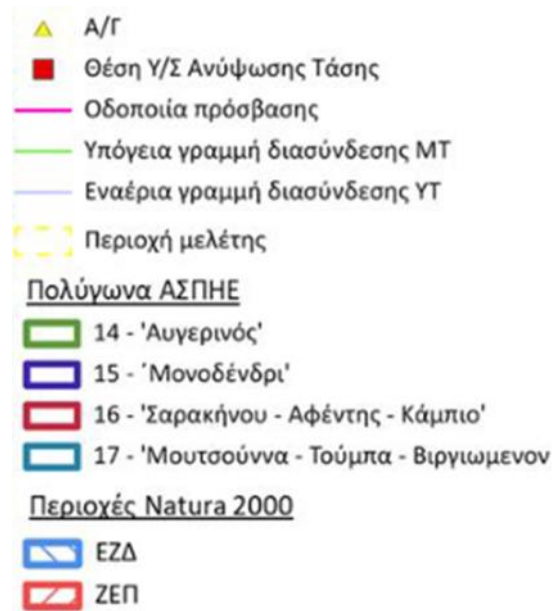 Α/Γ
Θέση Υ/Σ Ανύψωσης Τάσης
Οδοποιία πρόσβασης
Υπόγεια γραμμή διασύνδεσης ΜΤ
Εναέρια γραμμή διασύνδεσης ΥΤ
Περιοχή μελέτης
Πολύγωνα ΑΣΠΗΕ
14 - 'Αυγερινός'
15 - ΄Μονοδένδρι'
16 - 'Σαρακήνου - Αφέντης - Κάμπιο'
17 - 'Μουτσούννα - Τούμπα - Βιργιωμενον
Περιοχές Natura 2000
ΕΖΔ
ΖΕΠ